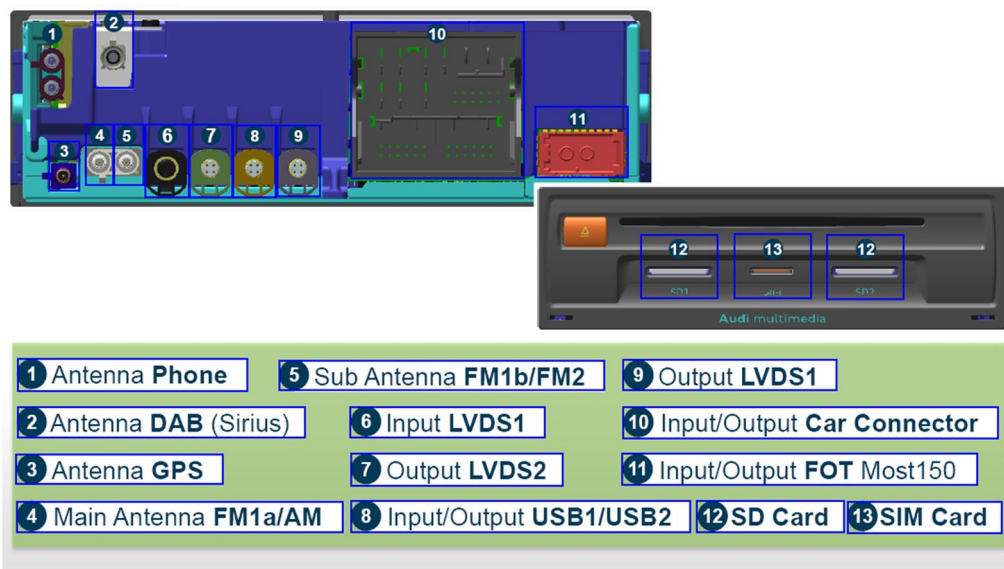 1
2
3
4
5
6
7
8
9
10
11
12
13
12
SD1
SD2
Audi multimedia
1 Antenna Phone
2 Antenna DAB (Sirius)
3 Antenna GPS
4 Main Antenna FM1a/AM
5 Sub Antenna FM1b/FM2
6 Input LVDS1
7 Output LVDS2
8 Input/Output USB1/USB2
9 Output LVDS1
10 Input/Output Car Connector
11 Input/Output FOT Most150
12 SD Card
13 SIM Card